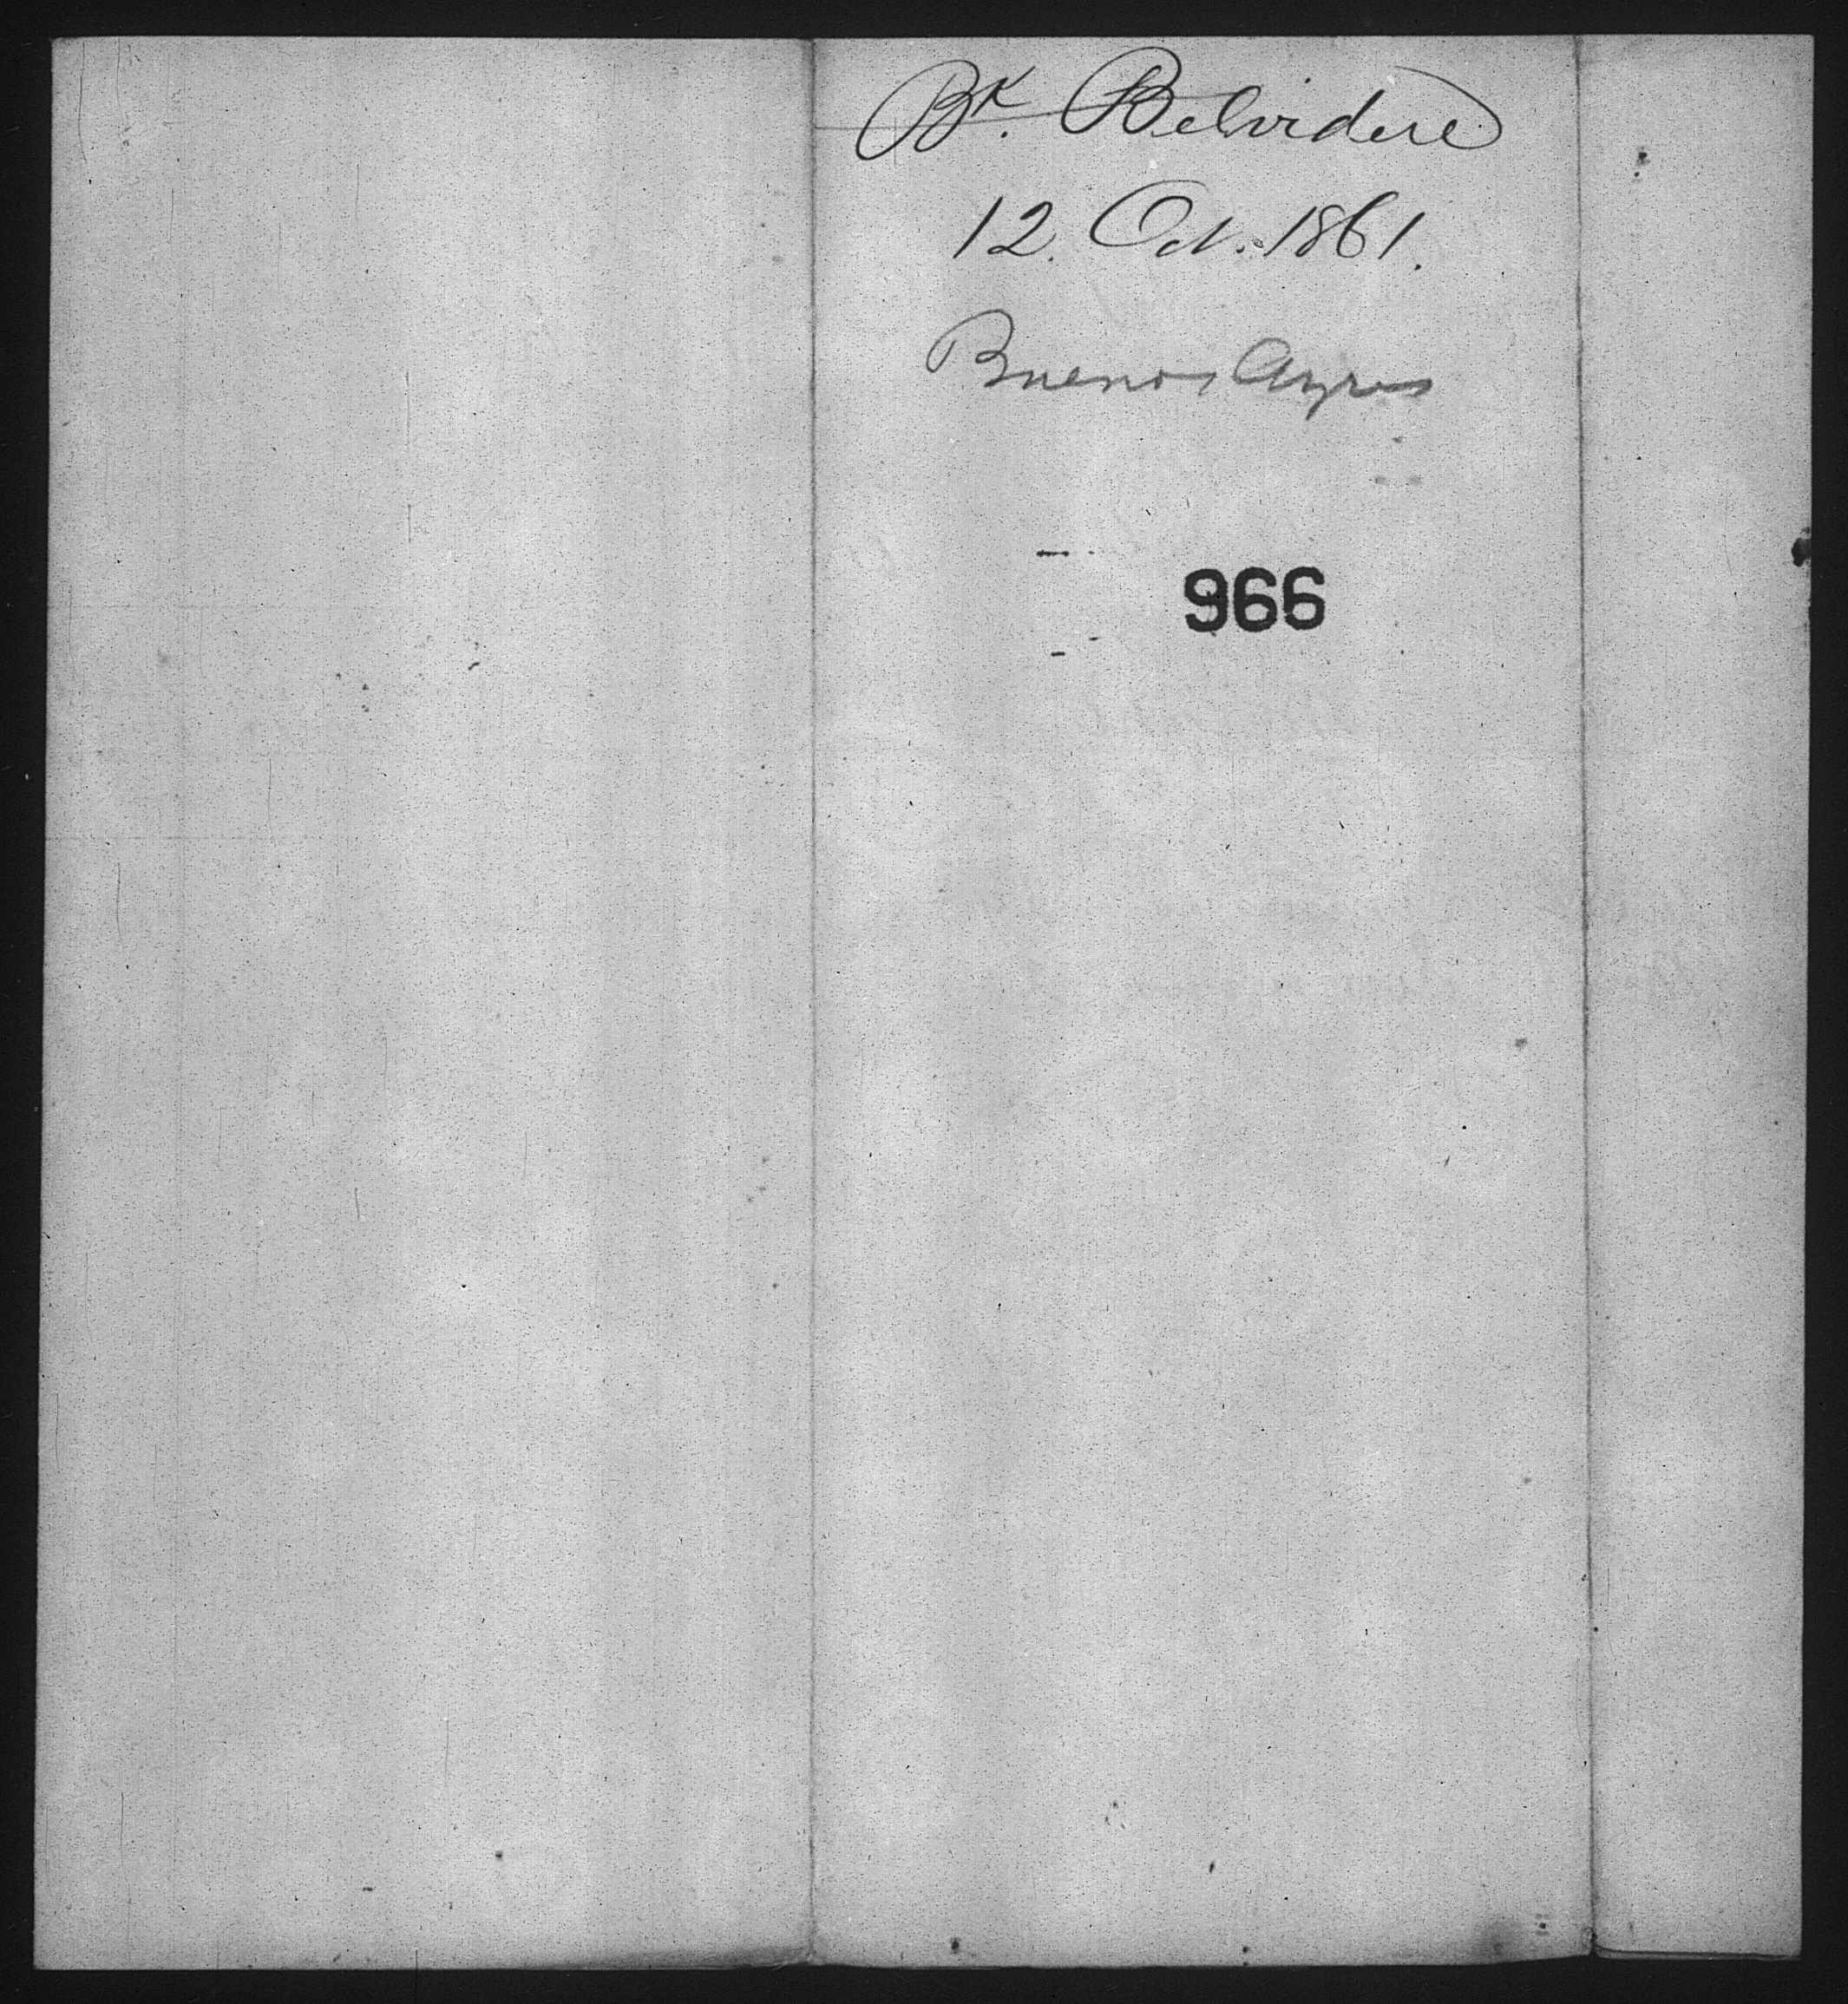 Bk. Belvidere
12. Oct. 1861.
Buenos Ayres
966